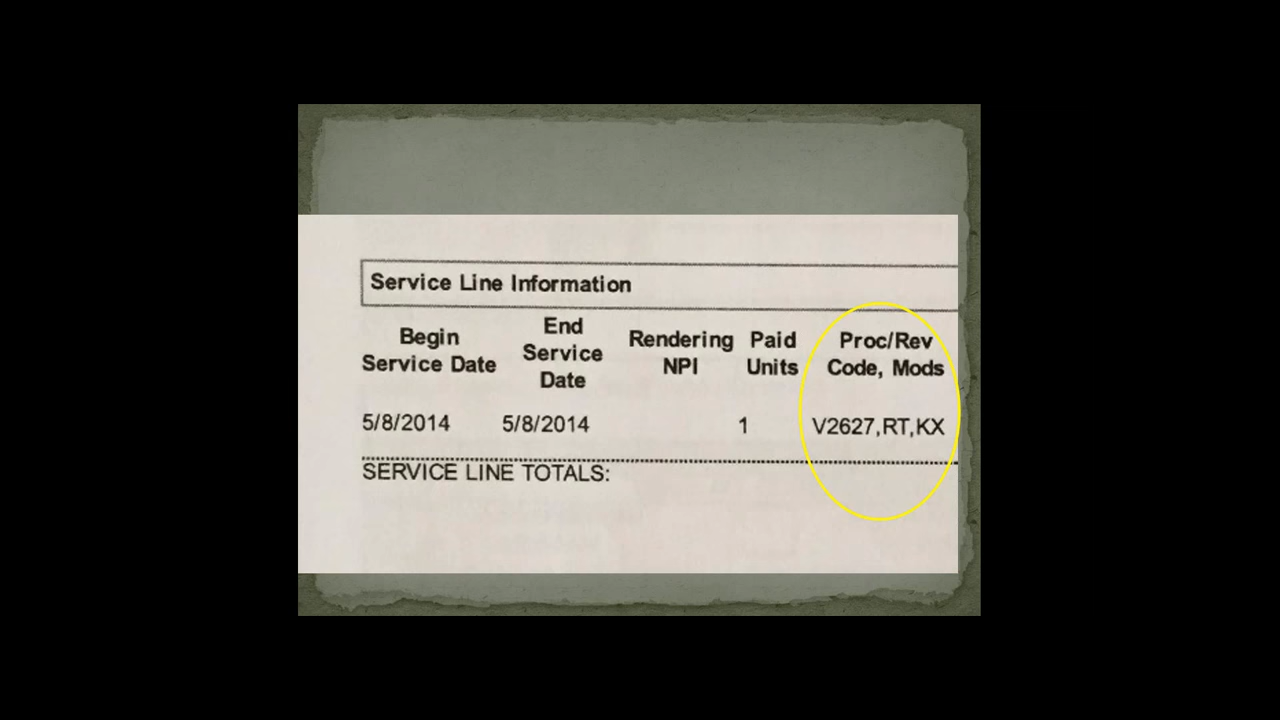 Service Line Information
Begin Service Date End Service Date Rendering NPI Paid Units Proc/Rev Code, Mods
5/8/2014 5/8/2014 1 V2627,RT,KX
SERVICE LINE TOTALS: